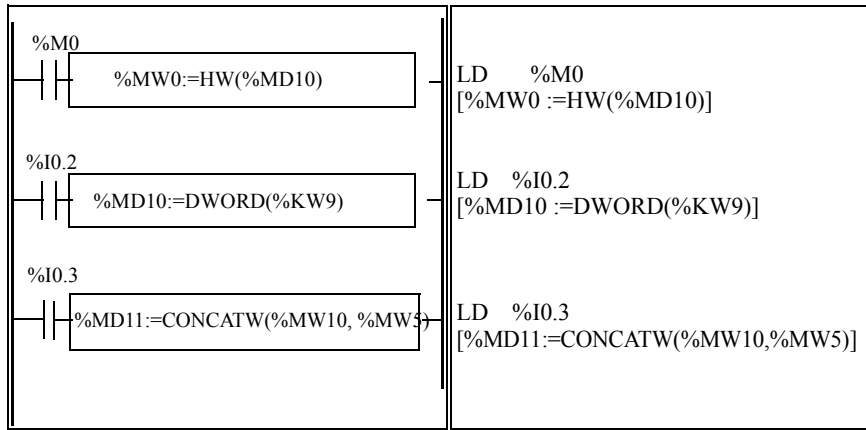 %M0
%MW0:=HW(%MD10)
%I0.2
%MD10:=DWORD(%KW9)
%I0.3
%MD11:=CONCATW(%MW10, %MW5)
LD %M0
[%MW0 :=HW(%MD10)]
LD %I0.2
[%MD10 :=DWORD(%KW9)]
LD %I0.3
[%MD11:=CONCATW(%MW10,%MW5)]